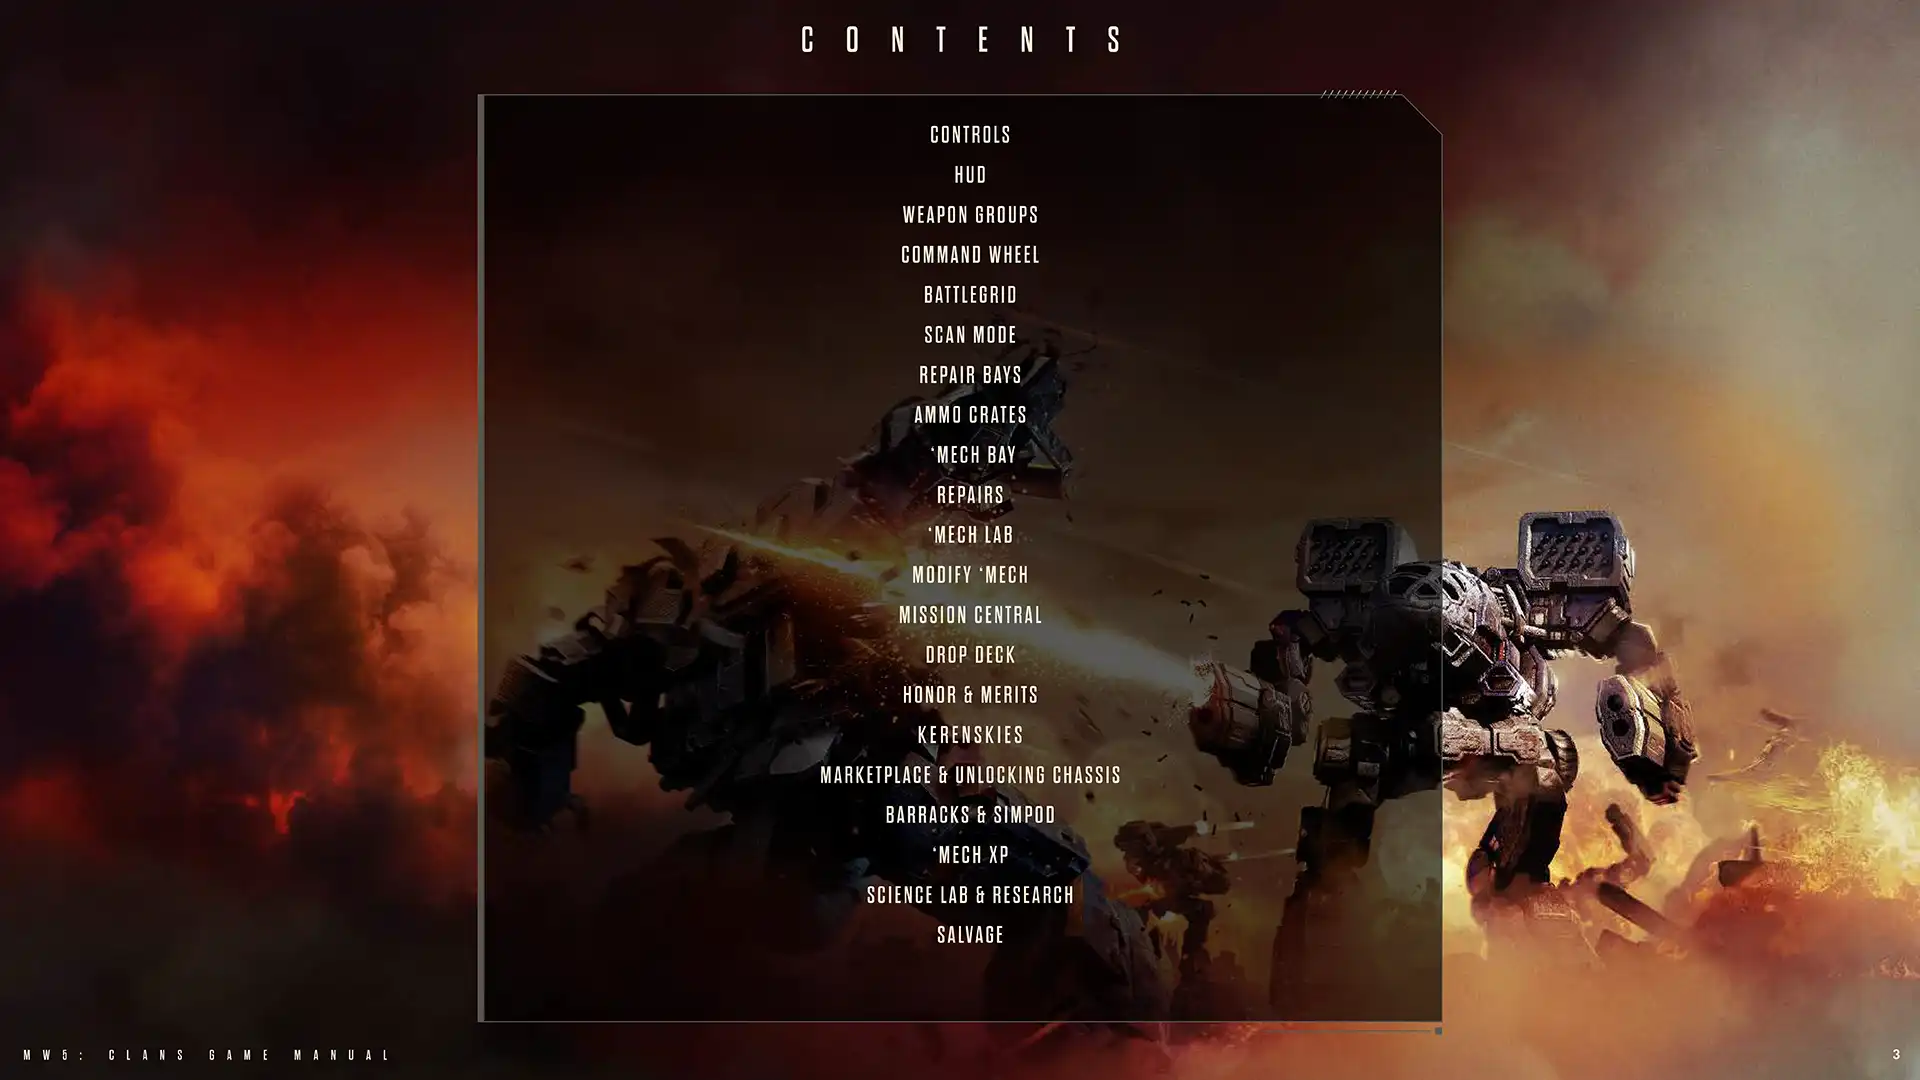 CONTENTS
CONTROLS
HUD
WEAPON GROUPS
COMMAND WHEEL
BATTLEGRID
SCAN MODE
REPAIR BAYS
AMMO CRATES
‘MECH BAY
REPAIRS
‘MECH LAB
MODIFY ‘MECH
MISSION CENTRAL
DROP DECK
HONOR & MERITS
KERENSKIES
MARKETPLACE & UNLOCKING CHASSIS
BARRACKS & SIMPOD
‘MECH XP
SCIENCE LAB & RESEARCH
SALVAGE
MW5: CLANS GAME MANUAL
3